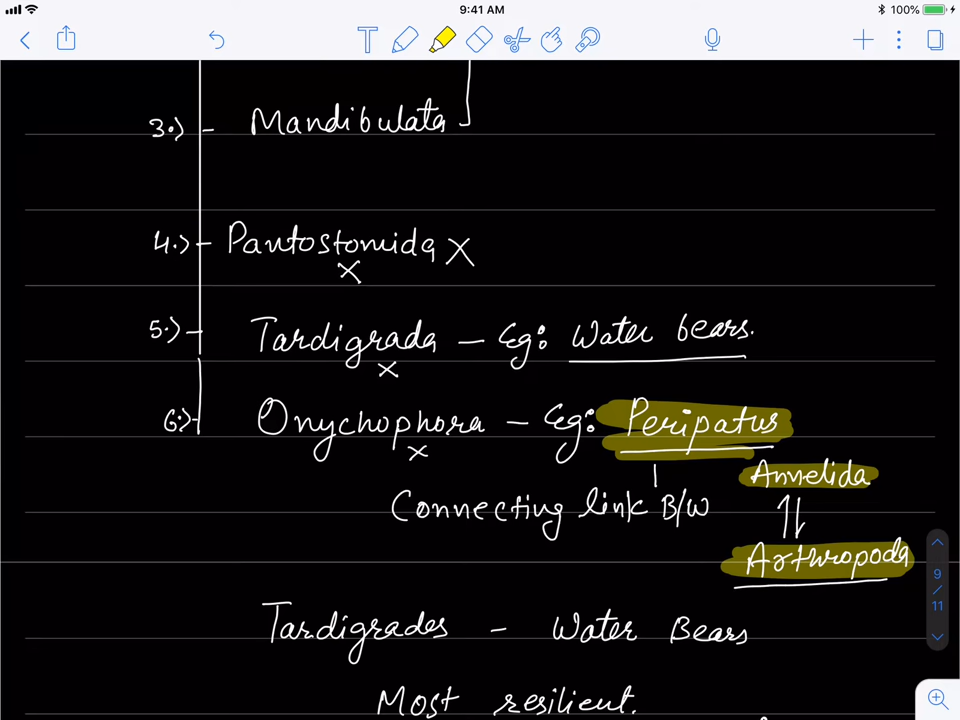 9:41 AM
100%
3.) - Mandibulata
4.) - Pantostomida X
X
5.) - Tardigrada - Eg: Water bears.
X
6.) - Onychophora - Eg: Peripatus
X
Annelida
Connecting link B/W
Arthropoda
Tardigrades - Water Bears
Most resilient.
9
/
11